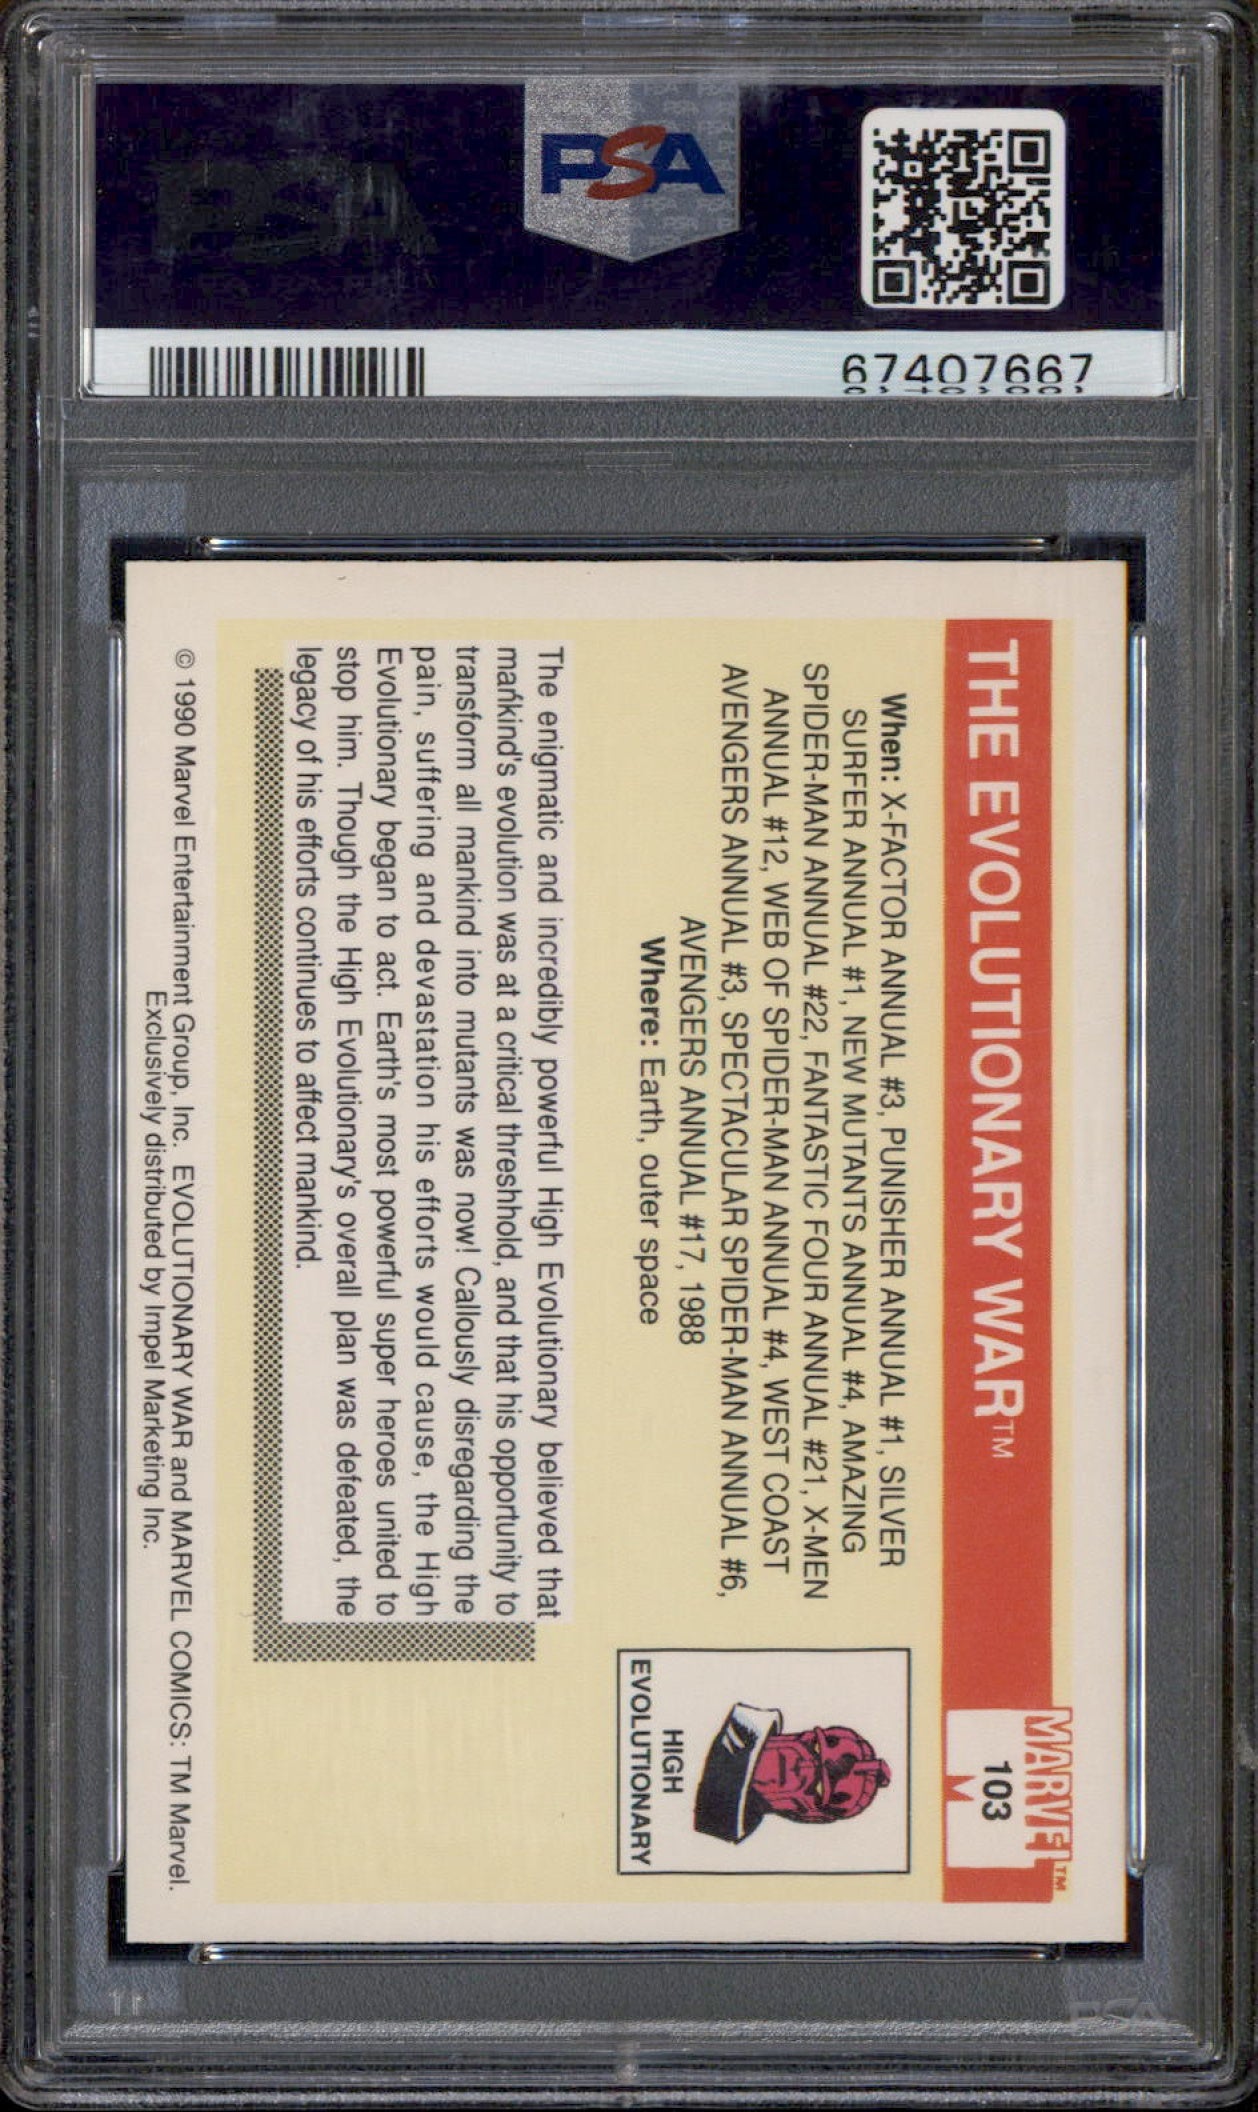 PSA
67407667
THE EVOLUTIONARY WAR™
MARVEL™
103
When: X-FACTOR ANNUAL #3, PUNISHER ANNUAL #1, SILVER
SURFER ANNUAL #1, NEW MUTANTS ANNUAL #4, AMAZING
SPIDER-MAN ANNUAL #22, FANTASTIC FOUR ANNUAL #21, X-MEN
ANNUAL #12, WEB OF SPIDER-MAN ANNUAL #4, WEST COAST
AVENGERS ANNUAL #3, SPECTACULAR SPIDER-MAN ANNUAL #6,
AVENGERS ANNUAL #17, 1988
Where: Earth, outer space
HIGH
EVOLUTIONARY
The enigmatic and incredibly powerful High Evolutionary believed that
mankind's evolution was at a critical threshhold, and that his opportunity to
transform all mankind into mutants was now! Callously disregarding the
pain, suffering and devastation his efforts would cause, the High
Evolutionary began to act. Earth's most powerful super heroes united to
stop him. Though the High Evolutionary's overall plan was defeated, the
legacy of his efforts continues to affect mankind.
© 1990 Marvel Entertainment Group, Inc. EVOLUTIONARY WAR and MARVEL COMICS: TM Marvel.
Exclusively distributed by Impel Marketing Inc.
PSA